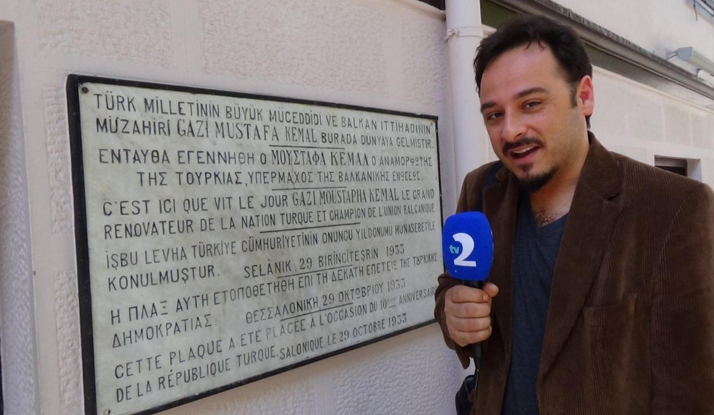 TÜRK MİLLETİNİN BÜYÜK MÜCEDDİDİ VE BALKAN İTTİHADININ
MÜZAHİRİ GAZİ MUSTAFA KEMAL BURADA DÜNYAYA GELMİŞTİR.
ΕΝΤΑΥΘΑ ΕΓΕΝΝΗΘΗ Ο ΜΟΥΣΤΑΦΑ ΚΕΜΑΛ Ο ΑΝΑΜΟΡΦΩΤΗΣ
ΤΗΣ ΤΟΥΡΚΙΑΣ, ΥΠΕΡΜΑΧΟΣ ΤΗΣ ΒΑΛΚΑΝΙΚΗΣ ΕΝΩΣΕΩΣ.
C'EST ICI QUE VIT LE JOUR GAZI MOUSTAPHA KEMAL LE GRAND
RENOVATEUR DE LA NATION TURQUE ET CHAMPION DE L'UNION BALCANIQUE
İŞBU LEVHA TÜRKİYE CÜMHURİYETİNİN ONUNCU YILDONUMU MUNASEBETİLE
KONULMUŞTUR. SELÂNİK, 29 BİRİNCİTEŞRİN 1933
Η ΠΛΑΞ ΑΥΤΗ ΕΤΟΠΟΘΕΤΗΘΗ ΕΠΙ ΤΗ ΔΕΚΑΤΗ ΕΠΕΤΕΙΩ ΤΗΣ ΤΟΥΡΚΙΚΗΣ
ΔΗΜΟΚΡΑΤΙΑΣ ΘΕΣΣΑΛΟΝΙΚΗ, 29 ΟΚΤΩΒΡΙΟΥ 1933
CETTE PLAQUE A ÉTÉ PLACÉE A L'OCCASION DU 10ème ANNIVERSAIRE
DE LA RÉPUBLIQUE TURQUE, SALONIQUE, LE 29 OCTOBRE 1933
tv
2